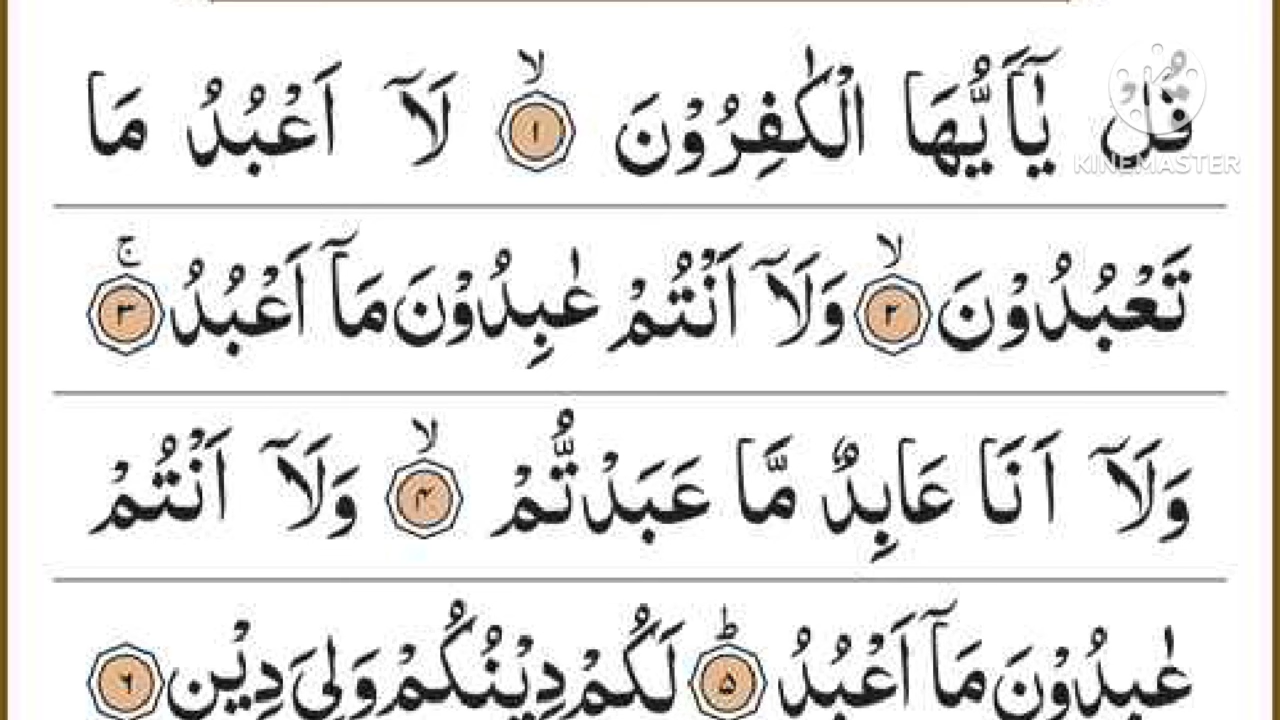 قُلْ يٰٓاَيُّهَا الْكٰفِرُوْنَ ۙ‏﴿۱﴾ لَاۤ اَعْبُدُ مَا
KINEMASTER
تَعْبُدُوْنَ ۙ‏﴿۲﴾ وَلَاۤ اَنْتُمْ عٰبِدُوْنَ مَاۤ اَعْبُدُ ۚ‏﴿۳﴾
وَلَاۤ اَنَا عَابِدٌ مَّا عَبَدْتُّمْ ۙ‏﴿۴﴾ وَلَاۤ اَنْتُمْ
عٰبِدُوْنَ مَاۤ اَعْبُدُ ؕ‏﴿۵﴾ لَكُمْ دِيْنُكُمْ وَلِىَ دِيْنِ ﴿۶﴾